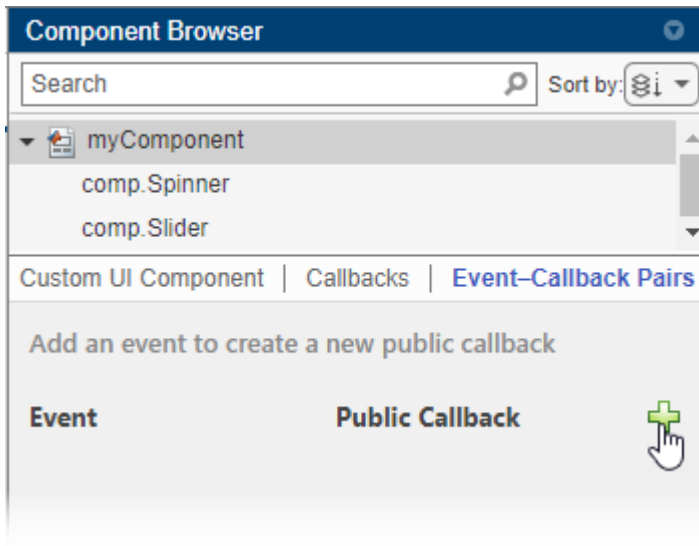 Component Browser
Search Sort by:
myComponent
comp.Spinner
comp.Slider
Custom UI Component | Callbacks | Event–Callback Pairs
Add an event to create a new public callback
Event Public Callback